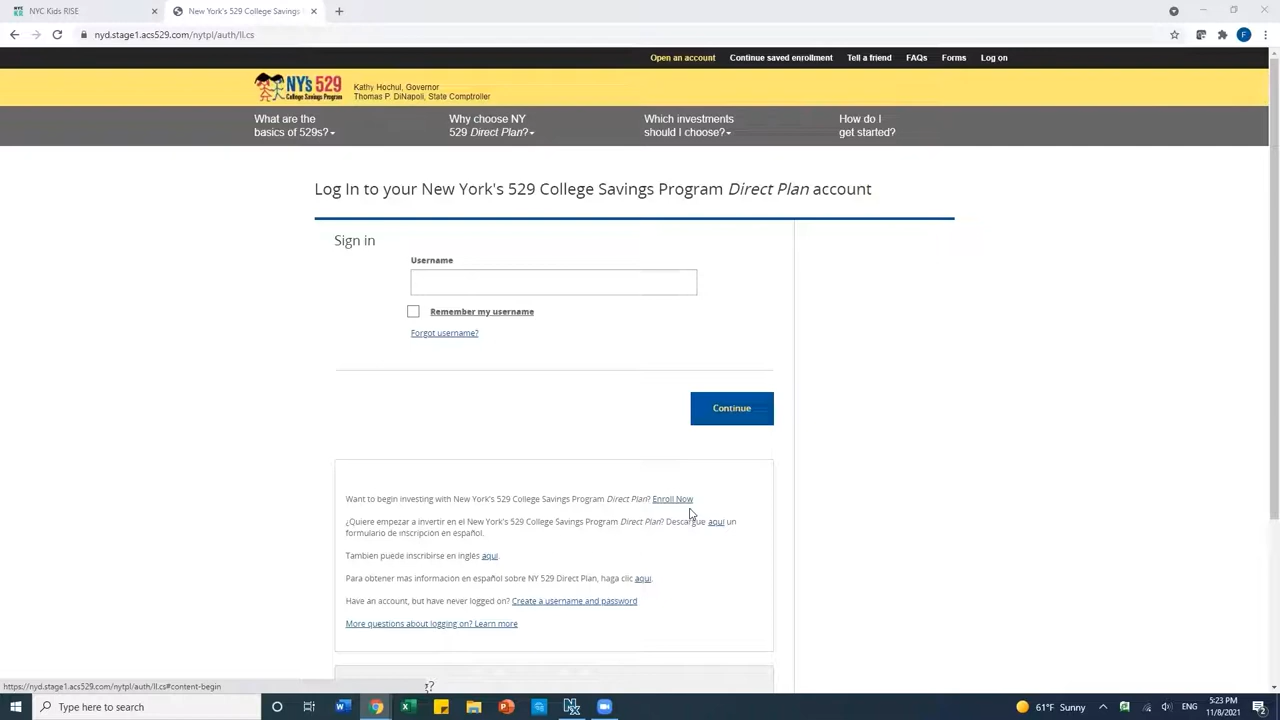 NYC Kids RISE
New York's 529 College Savings
nyd.stage1.acs529.com/nytpl/auth/ll.cs
F
Open an account Continue saved enrollment Tell a friend FAQs Forms Log on
NY's 529
College Savings Program
Kathy Hochul, Governor
Thomas P. DiNapoli, State Comptroller
What are the
basics of 529s?
Why choose NY
529 Direct Plan?
Which investments
should I choose?
How do I
get started?
Log In to your New York's 529 College Savings Program Direct Plan account
Sign in
Username
Remember my username
Forgot username?
Continue
Want to begin investing with New York's 529 College Savings Program Direct Plan? Enroll Now
¿Quiere empezar a invertir en el New York's 529 College Savings Program Direct Plan? Descargue aquí un
formulario de inscripción en español.
También puede inscribirse en inglés aquí.
Para obtener más información en español sobre NY 529 Direct Plan, haga clic aquí.
Have an account, but have never logged on? Create a username and password
More questions about logging on? Learn more
https://nyd.stage1.acs529.com/nytpl/auth/ll.cs#content-begin
Type here to search
61°F Sunny
ENG
5:23 PM
11/8/2021